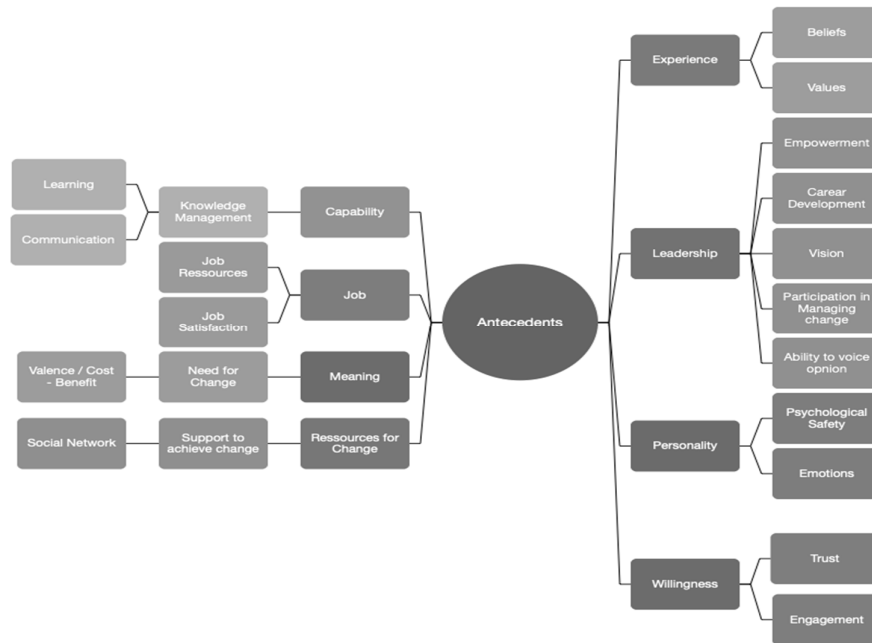 Beliefs
Experience
Values
Empowerment
Learning
Knowledge
Management
Capability
Carear
Development
Communication
Job
Ressources
Leadership
Vision
Job
Antecedents
Job
Satisfaction
Participation in
Managing
change
Valence / Cost
- Benefit
Need for
Change
Meaning
Ability to voice
opnion
Psychological
Safety
Social Network
Support to
achieve change
Ressources for
Change
Personality
Emotions
Trust
Willingness
Engagement